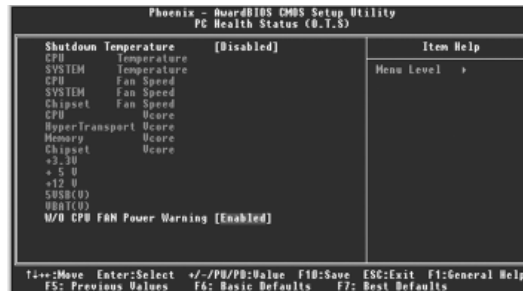 Phoenix - AwardBIOS CMOS Setup Utility
PC Health Status (O.T.S)
Shutdown Temperature [Disabled]
Item Help
CPU Temperature
SYSTEM Temperature
Menu Level
CPU Fan Speed
SYSTEM Fan Speed
Chipset Fan Speed
CPU Vcore
HyperTransport Vcore
Memory Vcore
Chipset Vcore
+3.3V
+ 5 V
+12 V
5VSB(V)
VBAT(V)
W/O CPU FAN Power Warning [Enabled]
↑↓→←:Move Enter:Select +/-/PU/PD:Value F10:Save ESC:Exit F1:General Help
F5: Previous Values F6: Basic Defaults F7: Best Defaults